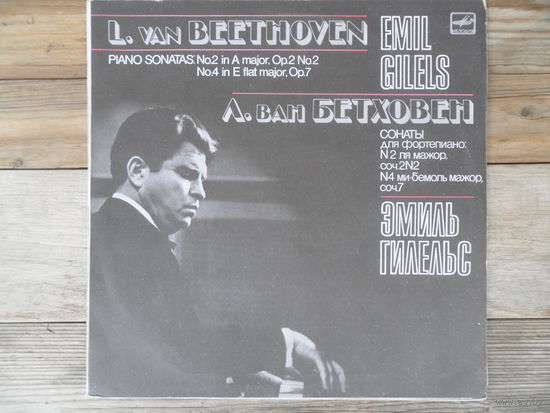 L. VAN BEETHOVEN
PIANO SONATAS: No.2 in A major, Op.2 No.2
No.4 in E flat major, Op.7
EMIL
GILELS
Л. ВАН БЕТХОВЕН
СОНАТЫ
для фортепиано:
N2 ля мажор,
соч.2N2
N4 ми-бемоль мажор,
соч.7
ЭМИЛЬ
ГИЛЕЛЬС